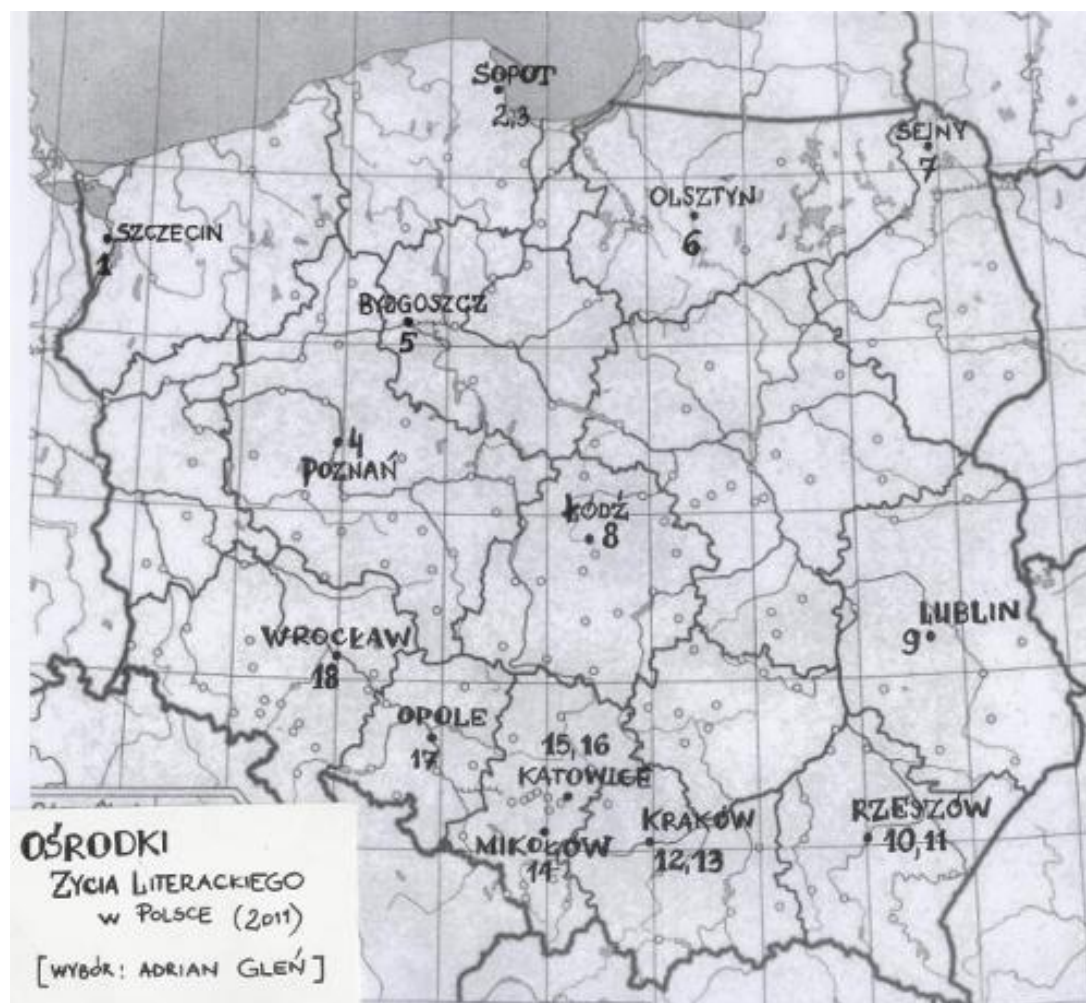 SOPOT
2,3
SEJNY
7
OLSZTYN
6
SZCZECIN
1
BYDGOSZCZ
5
4
POZNAŃ
ŁÓDŹ
8
LUBLIN
9
WROCŁAW
18
OPOLE
17
15,16
KATOWICE
KRAKÓW
12,13
RZESZÓW
10,11
MIKOŁÓW
14
OŚRODKI
ŻYCIA LITERACKIEGO
W POLSCE (2011)
[WYBÓR: ADRIAN GLEŃ]